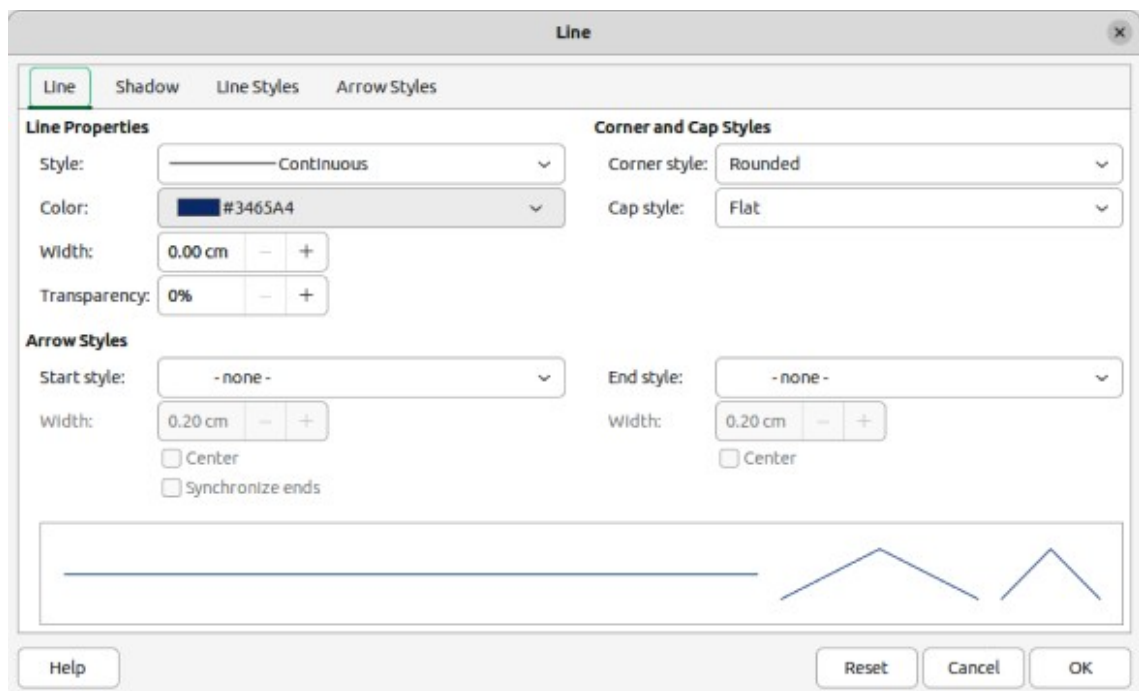 Line
Line Shadow Line Styles Arrow Styles
Line Properties
Style: Continuous
Color: #3465A4
Width: 0.00 cm
Transparency: 0%
Corner and Cap Styles
Corner style: Rounded
Cap style: Flat
Arrow Styles
Start style: - none -
Width: 0.20 cm
Center
Synchronize ends
End style: - none -
Width: 0.20 cm
Center
Help Reset Cancel OK